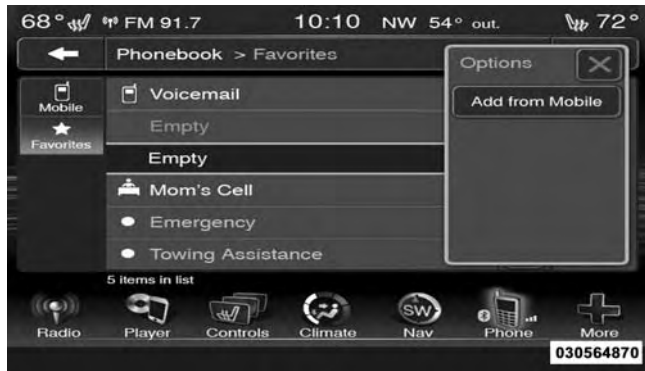 68° FM 91.7 10:10 NW 54° out. 72°
Phonebook > Favorites
Options
Mobile
Voicemail
Add from Mobile
Favorites
Empty
Empty
Mom's Cell
Emergency
Towing Assistance
5 items in list
SW
Radio Player Controls Climate Nav Phone More
030564870